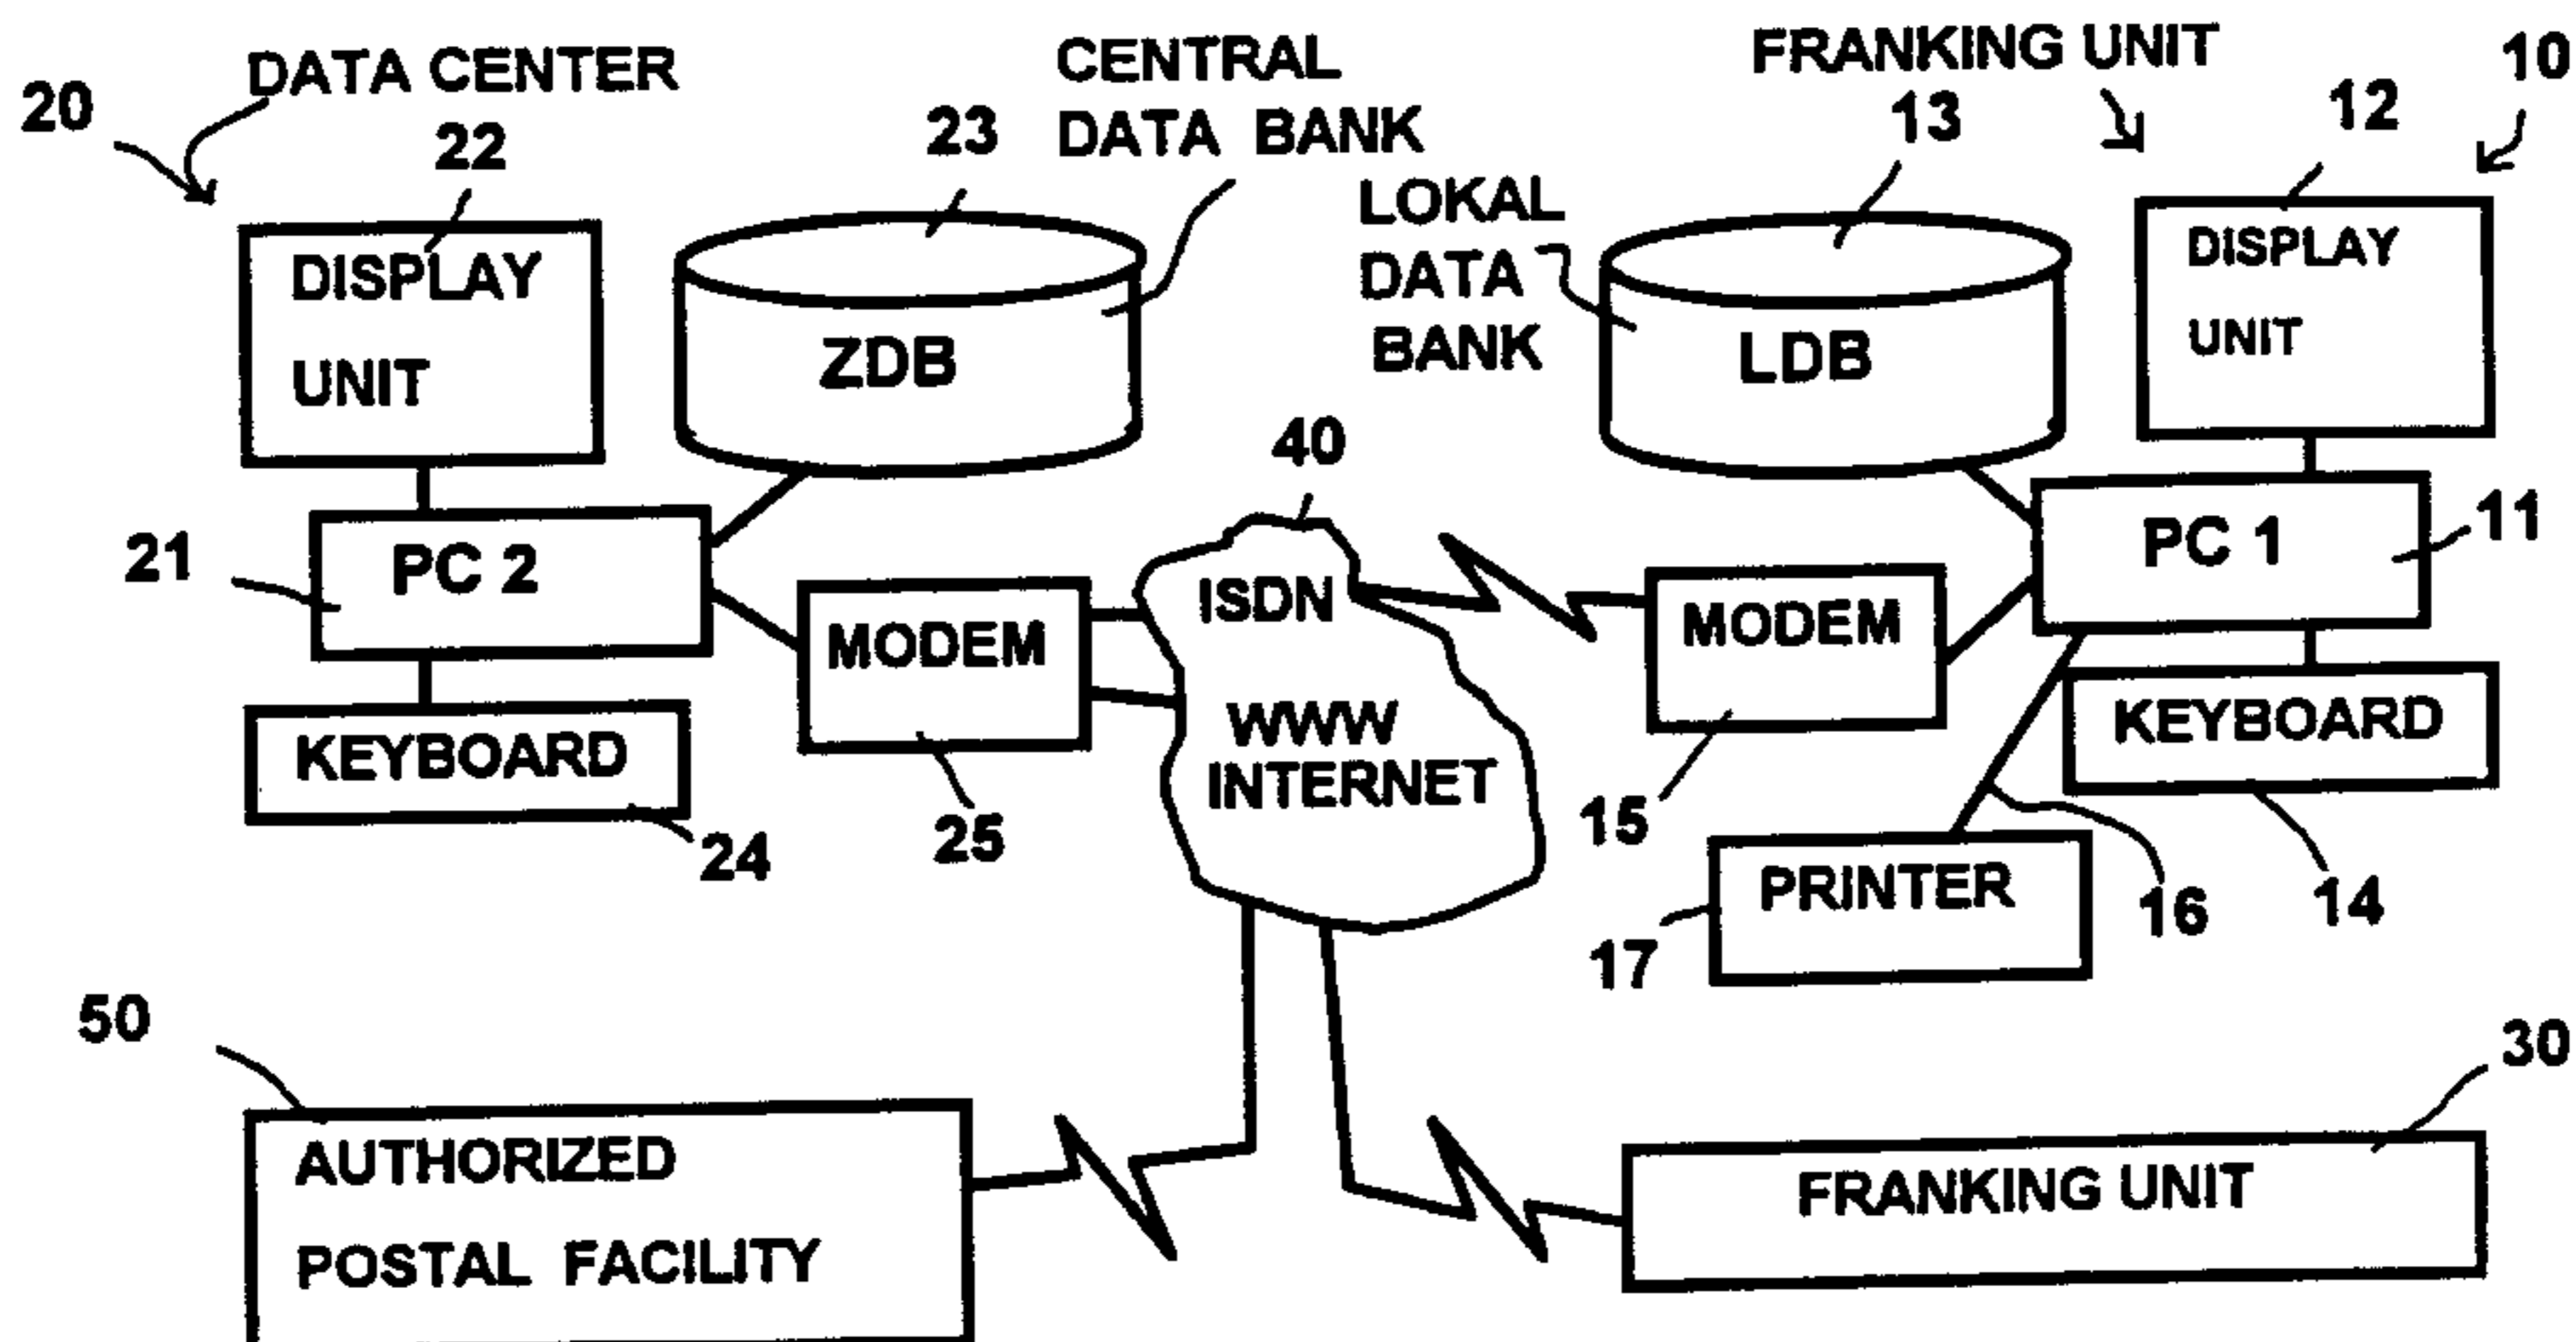 20
DATA CENTER
22
23
CENTRAL
DATA BANK
FRANKING UNIT
13
12
10
DISPLAY
UNIT
ZDB
LOKAL
DATA
BANK
LDB
DISPLAY
UNIT
21
PC 2
40
PC 1
11
MODEM
ISDN
MODEM
KEYBOARD
24
25
WWW
INTERNET
15
KEYBOARD
14
16
PRINTER
17
50
AUTHORIZED
POSTAL FACILITY
30
FRANKING UNIT